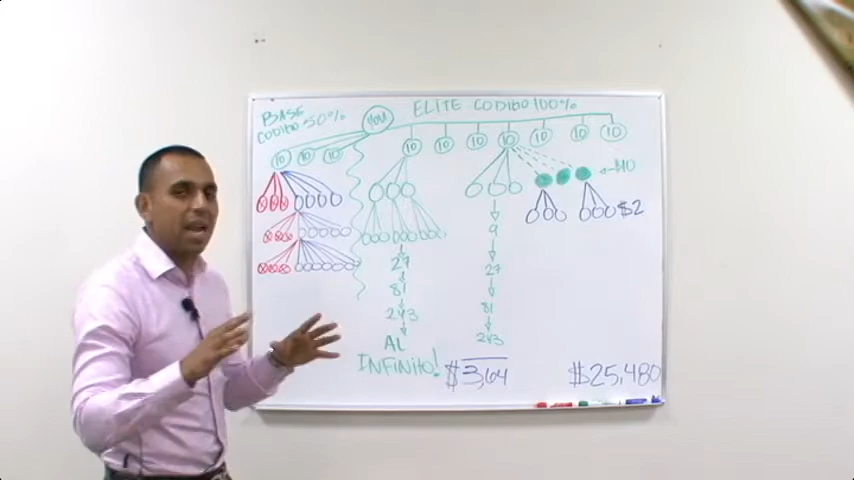 BASE
CODIGO 50%
YOU
ELITE CODIGO 100%
10 10 10 10 10 10 10 10 10 10
$10
$2
27
81
243
AL
INFINITO!
9
27
81
243
$3,64
$25,480